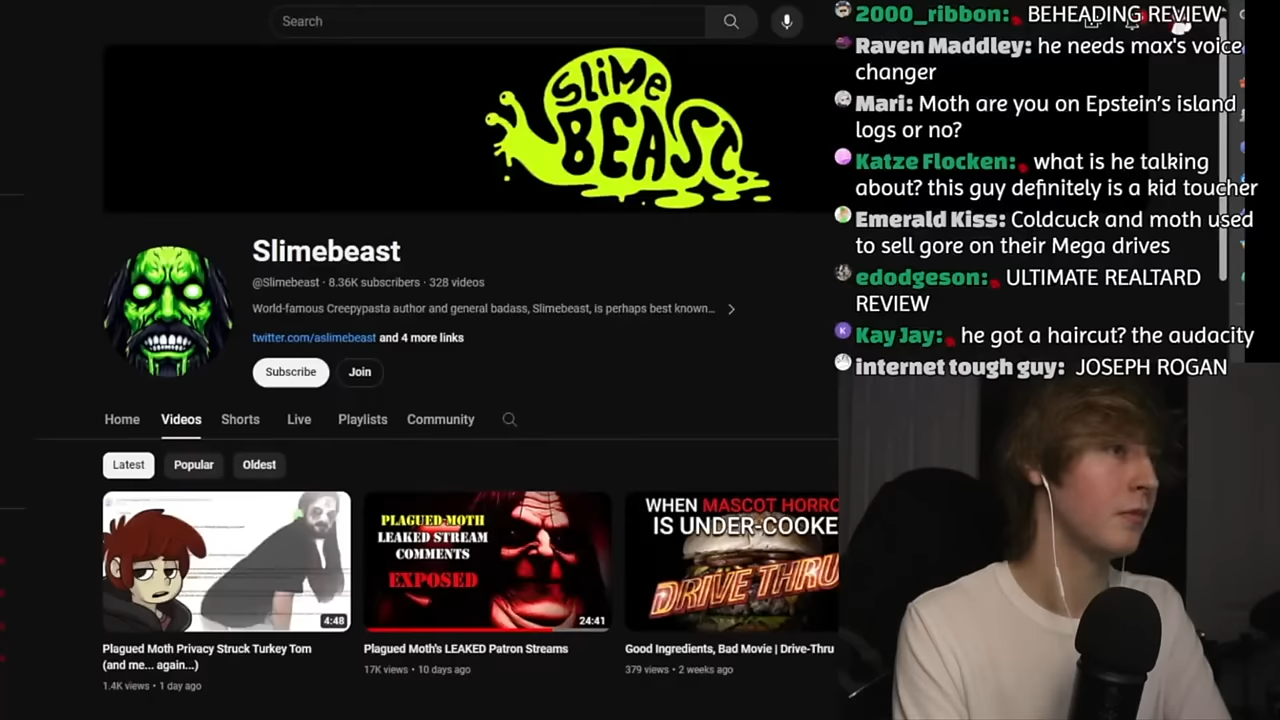 Search
SLIME
BEAST
Slimebeast
@Slimebeast · 8.36K subscribers · 328 videos
World-famous Creepypasta author and general badass, Slimebeast, is perhaps best known...
twitter.com/aslimebeast and 4 more links
Subscribe
Join
Home
Videos
Shorts
Live
Playlists
Community
Latest
Popular
Oldest
4:48
Plagued Moth Privacy Struck Turkey Tom
(and me... again...)
1.4K views · 1 day ago
PLAGUED MOTH
LEAKED STREAM
COMMENTS
EXPOSED
24:41
Plagued Moth's LEAKED Patron Streams
17K views · 10 days ago
WHEN MASCOT HORRO
IS UNDER-COOKE
DRIVE THRU
Good Ingredients, Bad Movie | Drive-Thru
379 views · 2 weeks ago
2000_ribbon: BEHEADING REVIEW
Raven Maddley: he needs max's voice
changer
Mari: Moth are you on Epstein's island
logs or no?
Katze Flocken: what is he talking
about? this guy definitely is a kid toucher
Emerald Kiss: Coldcuck and moth used
to sell gore on their Mega drives
edodgeson: ULTIMATE REALTARD
REVIEW
K
Kay Jay: he got a haircut? the audacity
internet tough guy: JOSEPH ROGAN